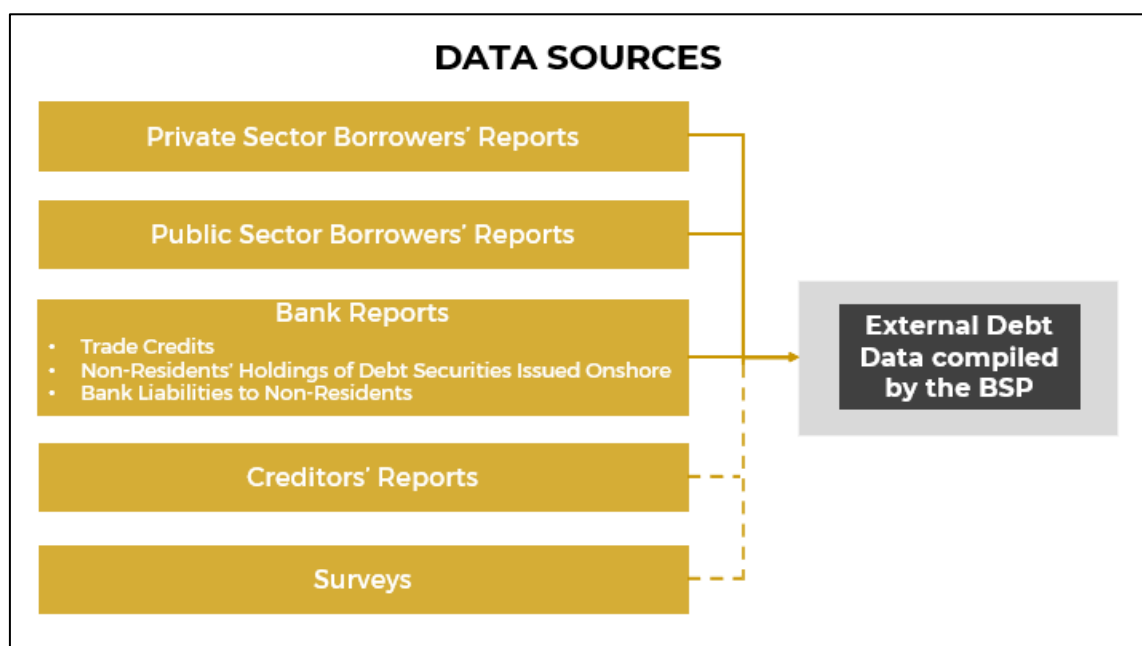 DATA SOURCES
Private Sector Borrowers’ Reports
Public Sector Borrowers’ Reports
Bank Reports
• Trade Credits
• Non-Residents’ Holdings of Debt Securities Issued Onshore
• Bank Liabilities to Non-Residents
Creditors’ Reports
Surveys
External Debt
Data compiled
by the BSP